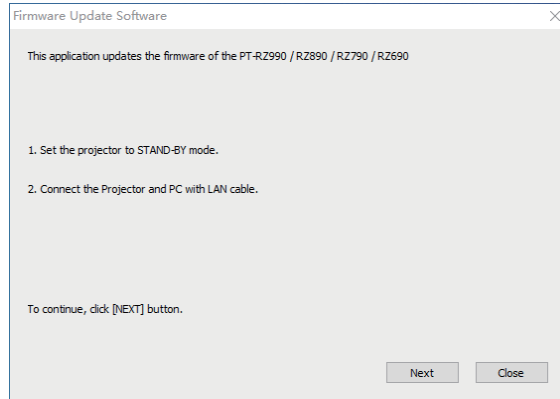 Firmware Update Software
This application updates the firmware of the PT-RZ990 / RZ890 / RZ790 / RZ690
1. Set the projector to STAND-BY mode.
2. Connect the Projector and PC with LAN cable.
To continue, click [NEXT] button.
Next Close